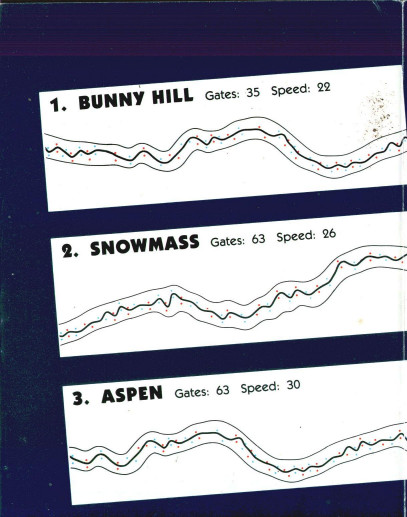 1. BUNNY HILL Gates: 35 Speed: 22
2. SNOWMASS Gates: 63 Speed: 26
3. ASPEN Gates: 63 Speed: 30